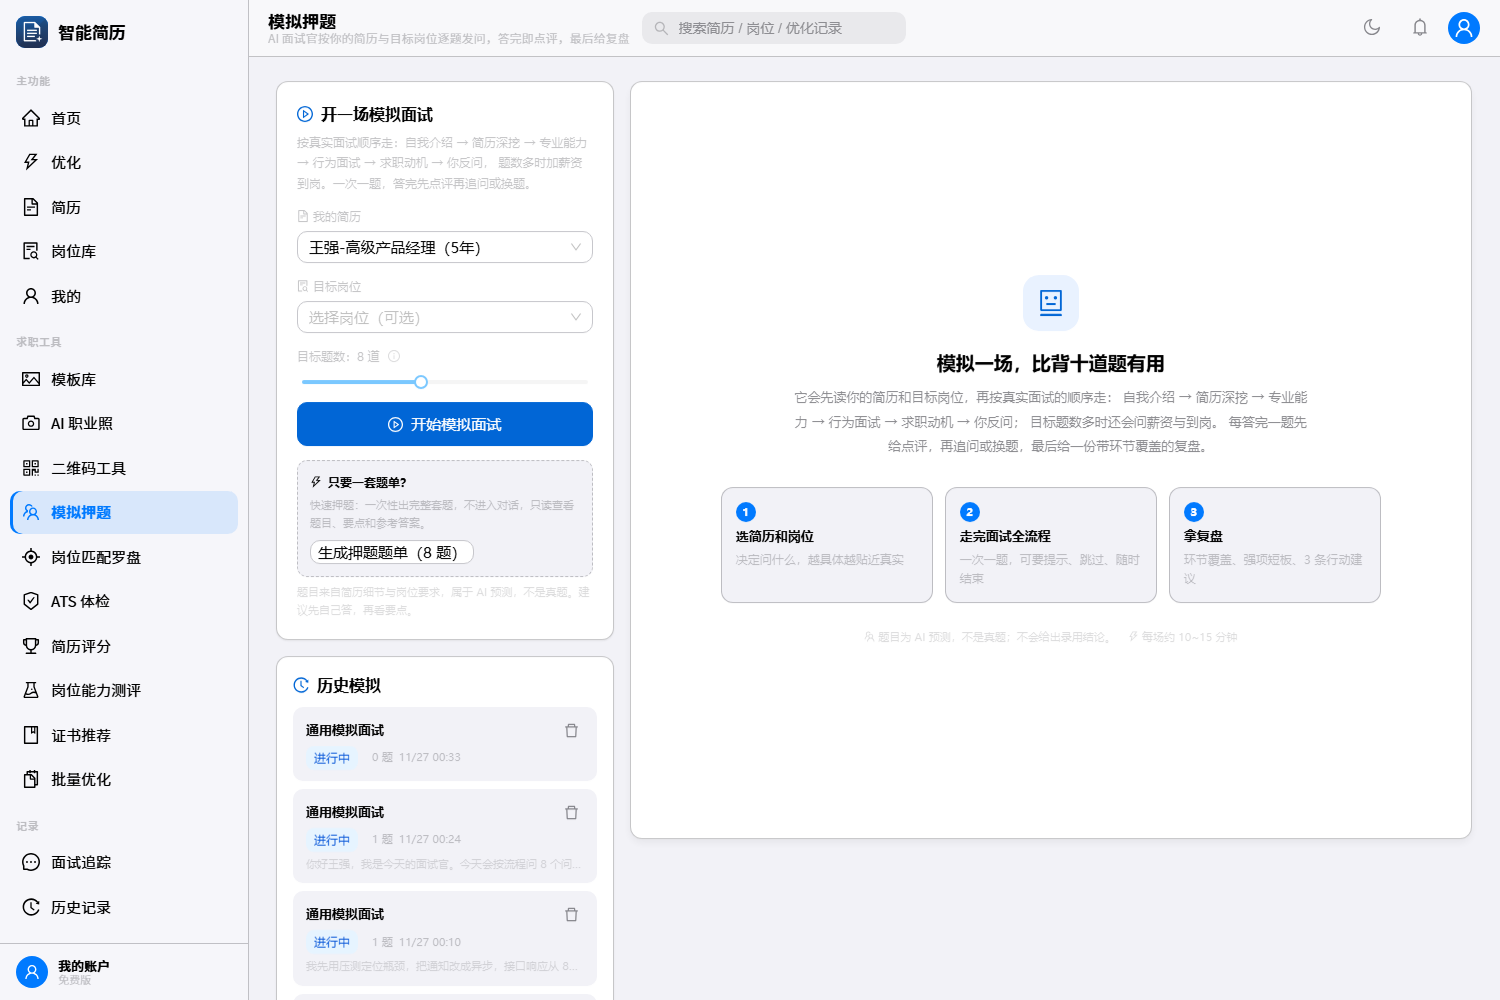 智能简历
主功能
首页
优化
简历
岗位库
我的
求职工具
模板库
AI 职业照
二维码工具
模拟押题
岗位匹配罗盘
ATS 体检
简历评分
岗位能力测评
证书推荐
批量优化
记录
面试追踪
历史记录
我的账户
免费版
模拟押题
AI 面试官按你的简历与目标岗位逐题发问，答完即点评，最后给复盘
搜索简历 / 岗位 / 优化记录
开一场模拟面试
按真实面试顺序走：自我介绍 → 简历深挖 → 专业能力
→ 行为面试 → 求职动机 → 你反问， 题数多时加薪资
到岗。一次一题，答完先点评再追问或换题。
我的简历
王强-高级产品经理（5年）
目标岗位
选择岗位（可选）
目标题数：8 道
开始模拟面试
只要一套题单？
快速押题：一次性出完整套题，不进入对话，只读查看
题目、要点和参考答案。
生成押题题单（8 题）
题目来自简历细节与岗位要求，属于 AI 预测，不是真题。建
议先自己答，再看要点。
历史模拟
通用模拟面试
进行中 0 题 11/27 00:33
通用模拟面试
进行中 1 题 11/27 00:24
你好王强，我是今天的面试官。今天会按流程问 8 个问...
通用模拟面试
进行中 1 题 11/27 00:10
我先用压测定位瓶颈，把通知改成异步，接口响应从 8...
模拟一场，比背十道题有用
它会先读你的简历和目标岗位，再按真实面试的顺序走： 自我介绍 → 简历深挖 → 专业能
力 → 行为面试 → 求职动机 → 你反问； 目标题数多时还会问薪资与到岗。 每答完一题先
给点评，再追问或换题，最后给一份带环节覆盖的复盘。
1
选简历和岗位
决定问什么，越具体越贴近真实
2
走完面试全流程
一次一题，可要提示、跳过、随时
结束
3
拿复盘
环节覆盖、强项短板、3 条行动建
议
题目为 AI 预测，不是真题；不会给出录用结论。 每场约 10~15 分钟